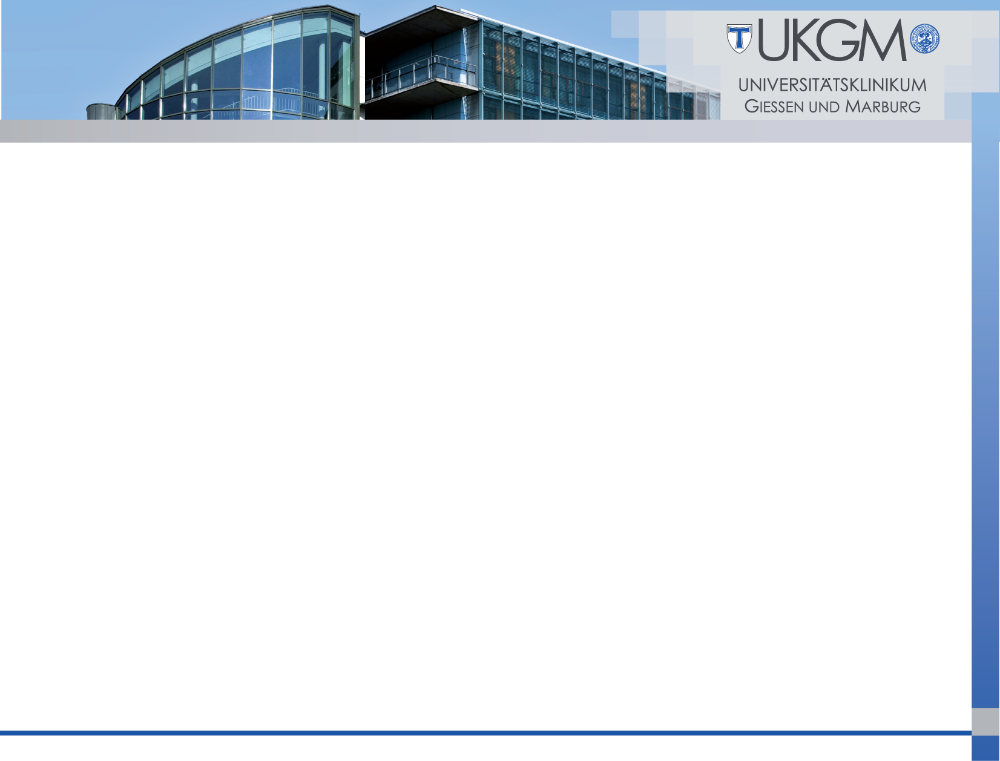 T UKGM
UNIVERSITÄTSKLINIKUM
GIESSEN UND MARBURG